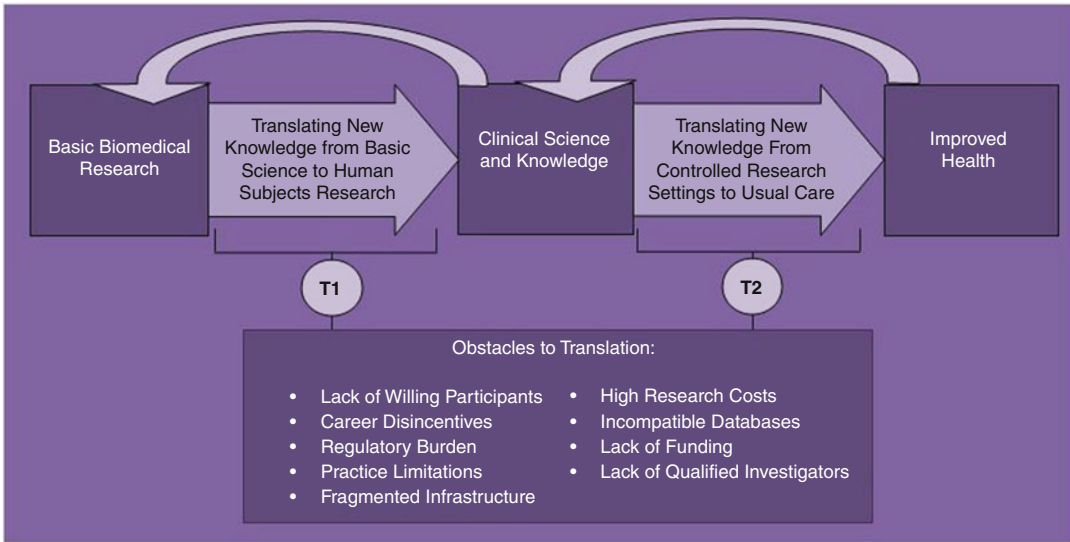 Basic Biomedical
Research
Translating New
Knowledge from Basic
Science to Human
Subjects Research
Clinical Science
and Knowledge
Translating New
Knowledge From
Controlled Research
Settings to Usual Care
Improved
Health
T1
T2
Obstacles to Translation:
• Lack of Willing Participants
• Career Disincentives
• Regulatory Burden
• Practice Limitations
• Fragmented Infrastructure
• High Research Costs
• Incompatible Databases
• Lack of Funding
• Lack of Qualified Investigators